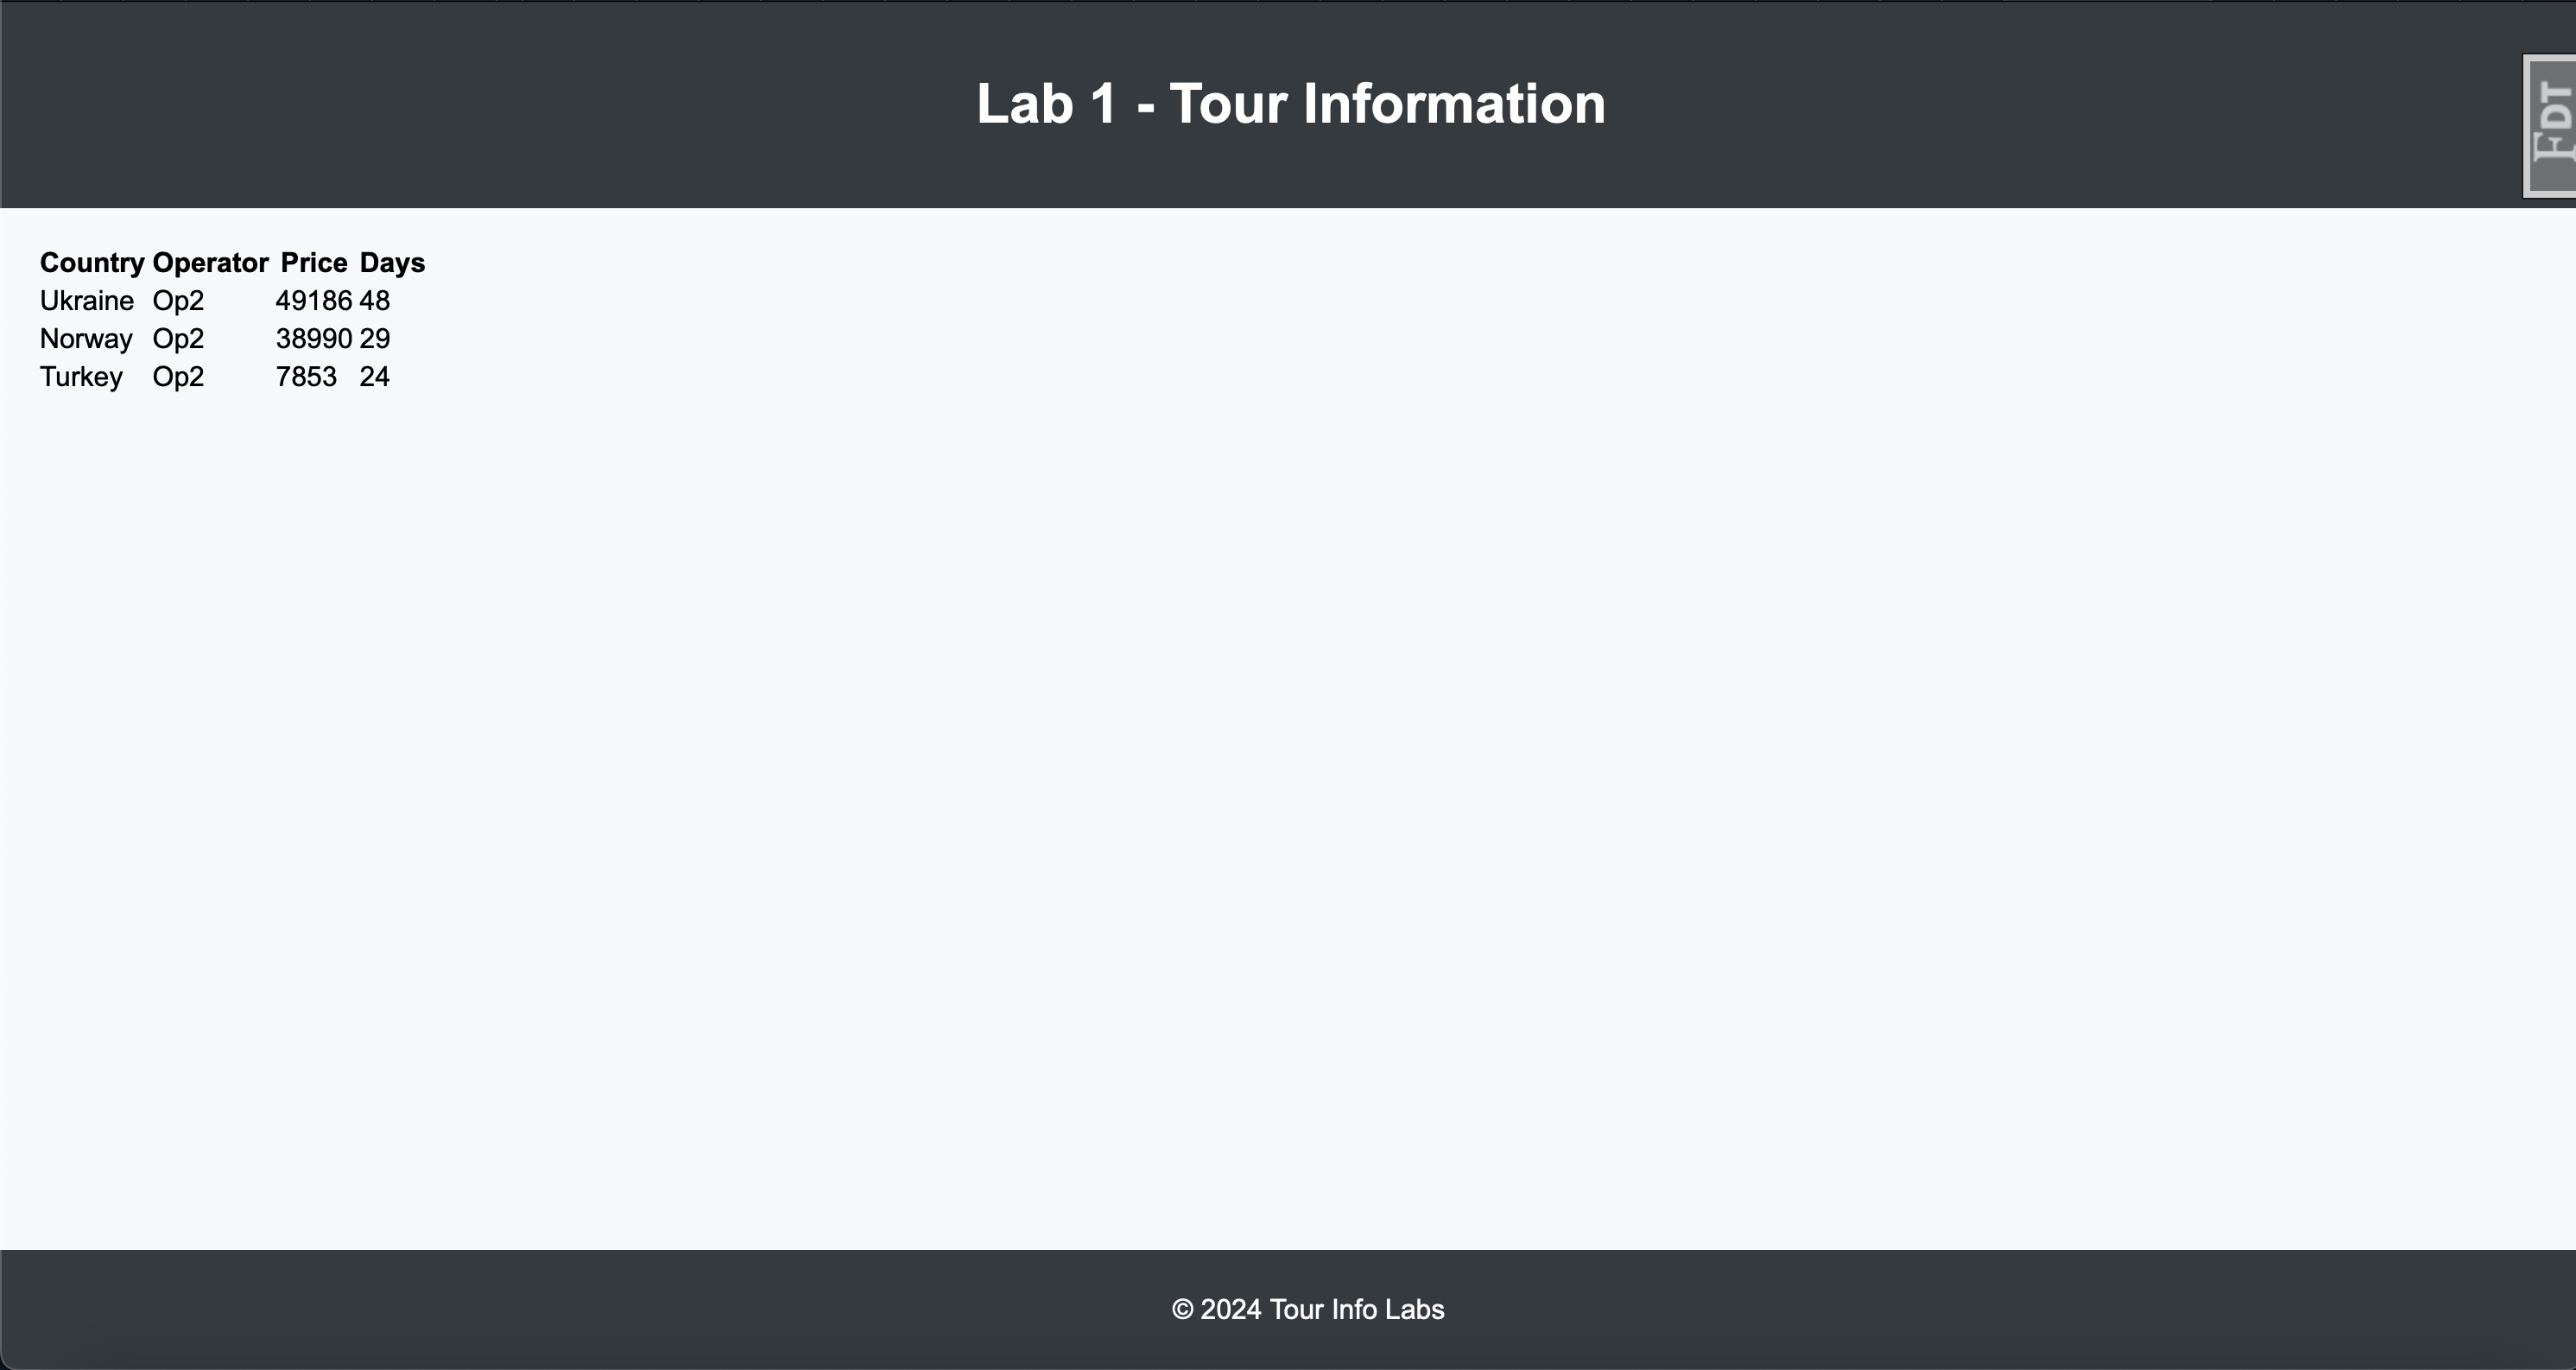 Lab 1 - Tour Information
FDT
Country Operator Price Days
Ukraine Op2 49186 48
Norway Op2 38990 29
Turkey Op2 7853 24
© 2024 Tour Info Labs